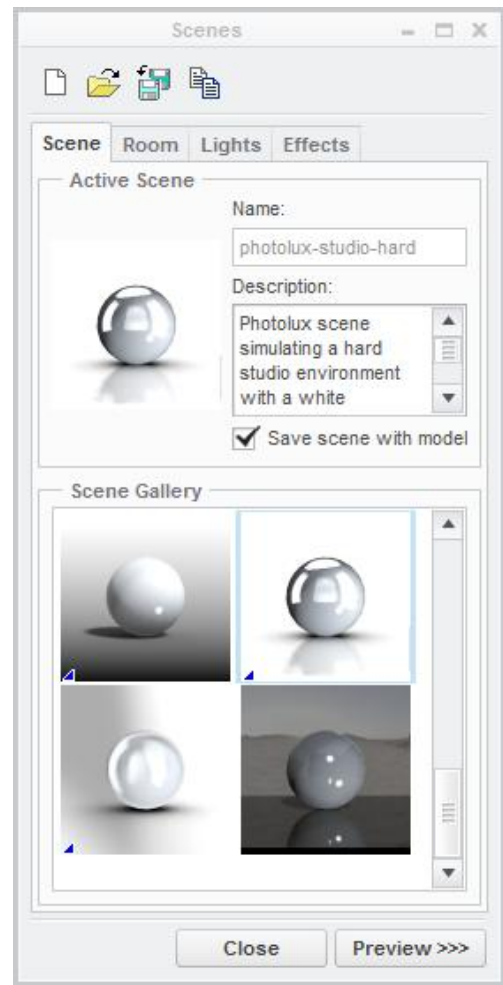 Scenes
Scene Room Lights Effects
Active Scene
Name:
photolux-studio-hard
Description:
Photolux scene
simulating a hard
studio environment
with a white
Save scene with model
Scene Gallery
Close Preview >>>